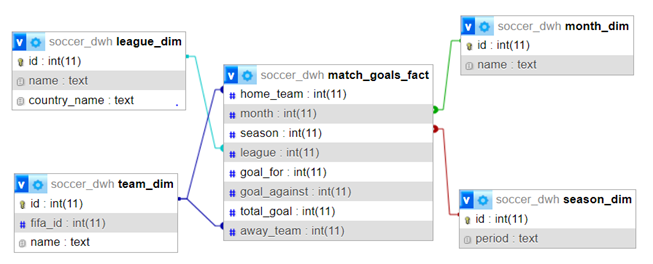 soccer_dwh league_dim
id : int(11)
name : text
country_name : text
soccer_dwh team_dim
id : int(11)
fifa_id : int(11)
name : text
soccer_dwh match_goals_fact
home_team : int(11)
month : int(11)
season : int(11)
league : int(11)
goal_for : int(11)
goal_against : int(11)
total_goal : int(11)
away_team : int(11)
soccer_dwh month_dim
id : int(11)
name : text
soccer_dwh season_dim
id : int(11)
period : text